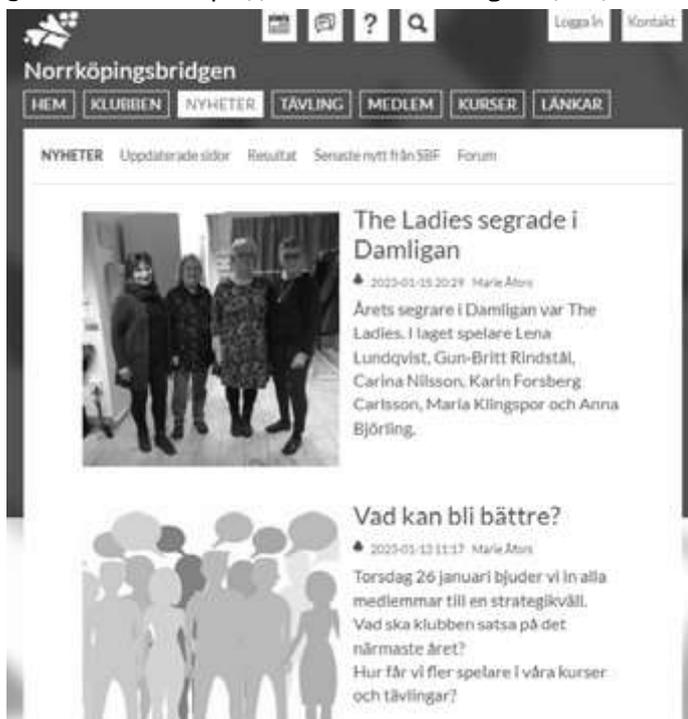 Logga in Kontakt
Norrköpingsbridgen
HEM KLUBBEN NYHETER TÄVLING MEDLEM KURSER LÄNKAR
NYHETER Uppdaterade sidor Resultat Senaste nytt från SBF Forum
The Ladies segrade i
Damligan
2023-01-15 20:29 Marie Åfors
Årets segrare i Damligan var The
Ladies. I laget spelare Lena
Lundqvist, Gun-Britt Rindstål,
Carina Nilsson, Karin Forsberg
Carlsson, Maria Klingspor och Anna
Björling.
Vad kan bli bättre?
2023-01-13 11:17 Marie Åfors
Torsdag 26 januari bjuder vi in alla
medlemmar till en strategikväll.
Vad ska klubben satsa på det
närmaste året?
Hur får vi fler spelare i våra kurser
och tävlingar?